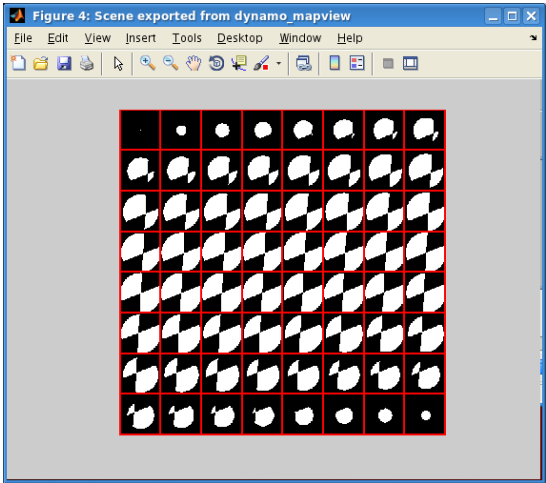 Figure 4: Scene exported from dynamo_mapview
File Edit View Insert Tools Desktop Window Help